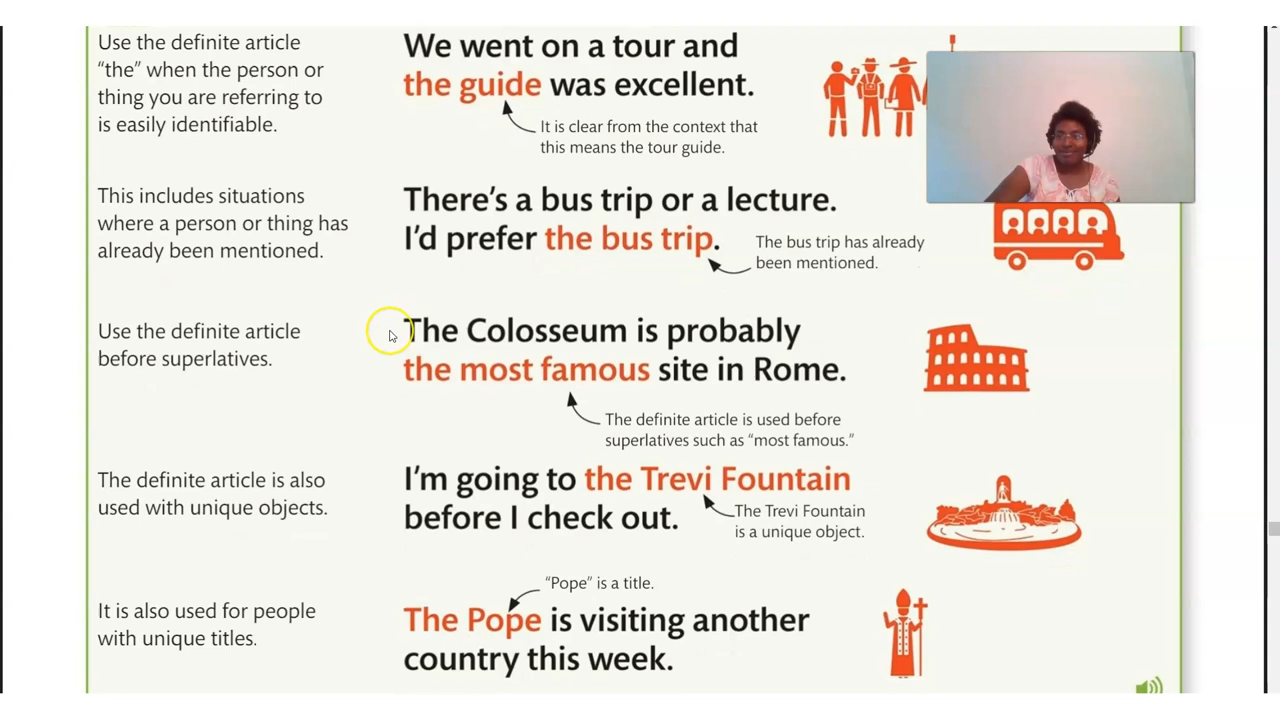 Use the definite article
“the” when the person or
thing you are referring to
is easily identifiable.
We went on a tour and
the guide was excellent.
It is clear from the context that
this means the tour guide.
This includes situations
where a person or thing has
already been mentioned.
There’s a bus trip or a lecture.
I’d prefer the bus trip.
The bus trip has already
been mentioned.
Use the definite article
before superlatives.
The Colosseum is probably
the most famous site in Rome.
The definite article is used before
superlatives such as “most famous.”
The definite article is also
used with unique objects.
I’m going to the Trevi Fountain
before I check out.
The Trevi Fountain
is a unique object.
It is also used for people
with unique titles.
“Pope” is a title.
The Pope is visiting another
country this week.